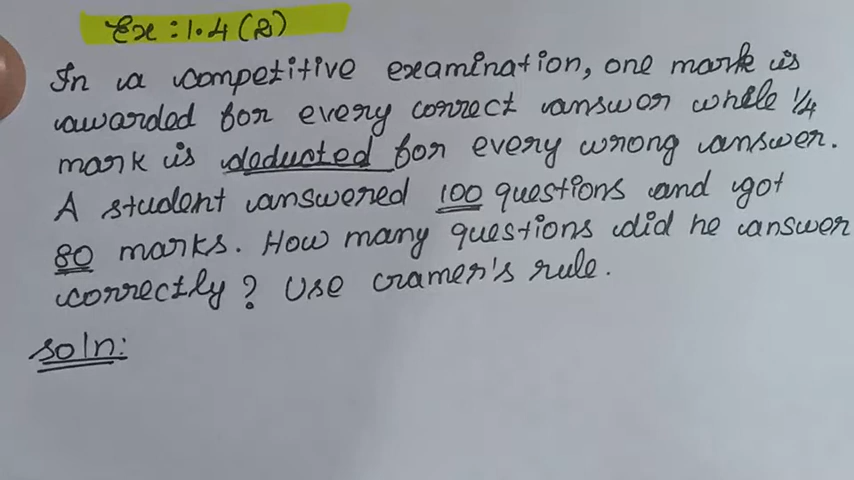 Ex : 1.4 (2)
In a competitive examination, one mark is
awarded for every correct answer while 1/4
mark is deducted for every wrong answer.
A student answered 100 questions and got
80 marks. How many questions did he answer
correctly ? Use cramer's rule.
soln: